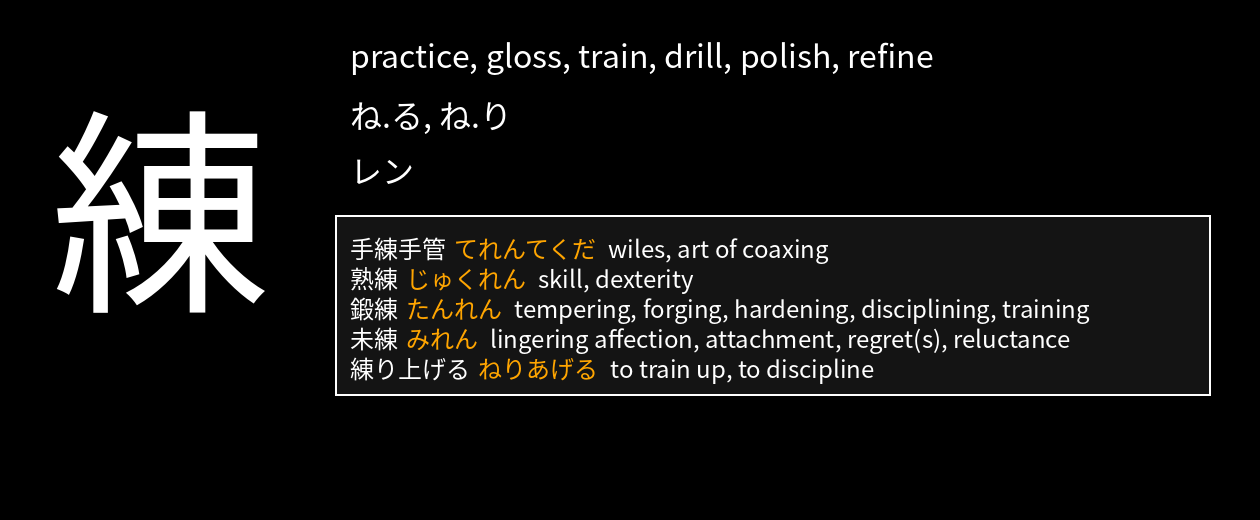 練
practice, gloss, train, drill, polish, refine
ね.る, ね.り
レン
手練手管 てれんてくだ wiles, art of coaxing
熟練 じゅくれん skill, dexterity
鍛練 たんれん tempering, forging, hardening, disciplining, training
未練 みれん lingering affection, attachment, regret(s), reluctance
練り上げる ねりあげる to train up, to discipline